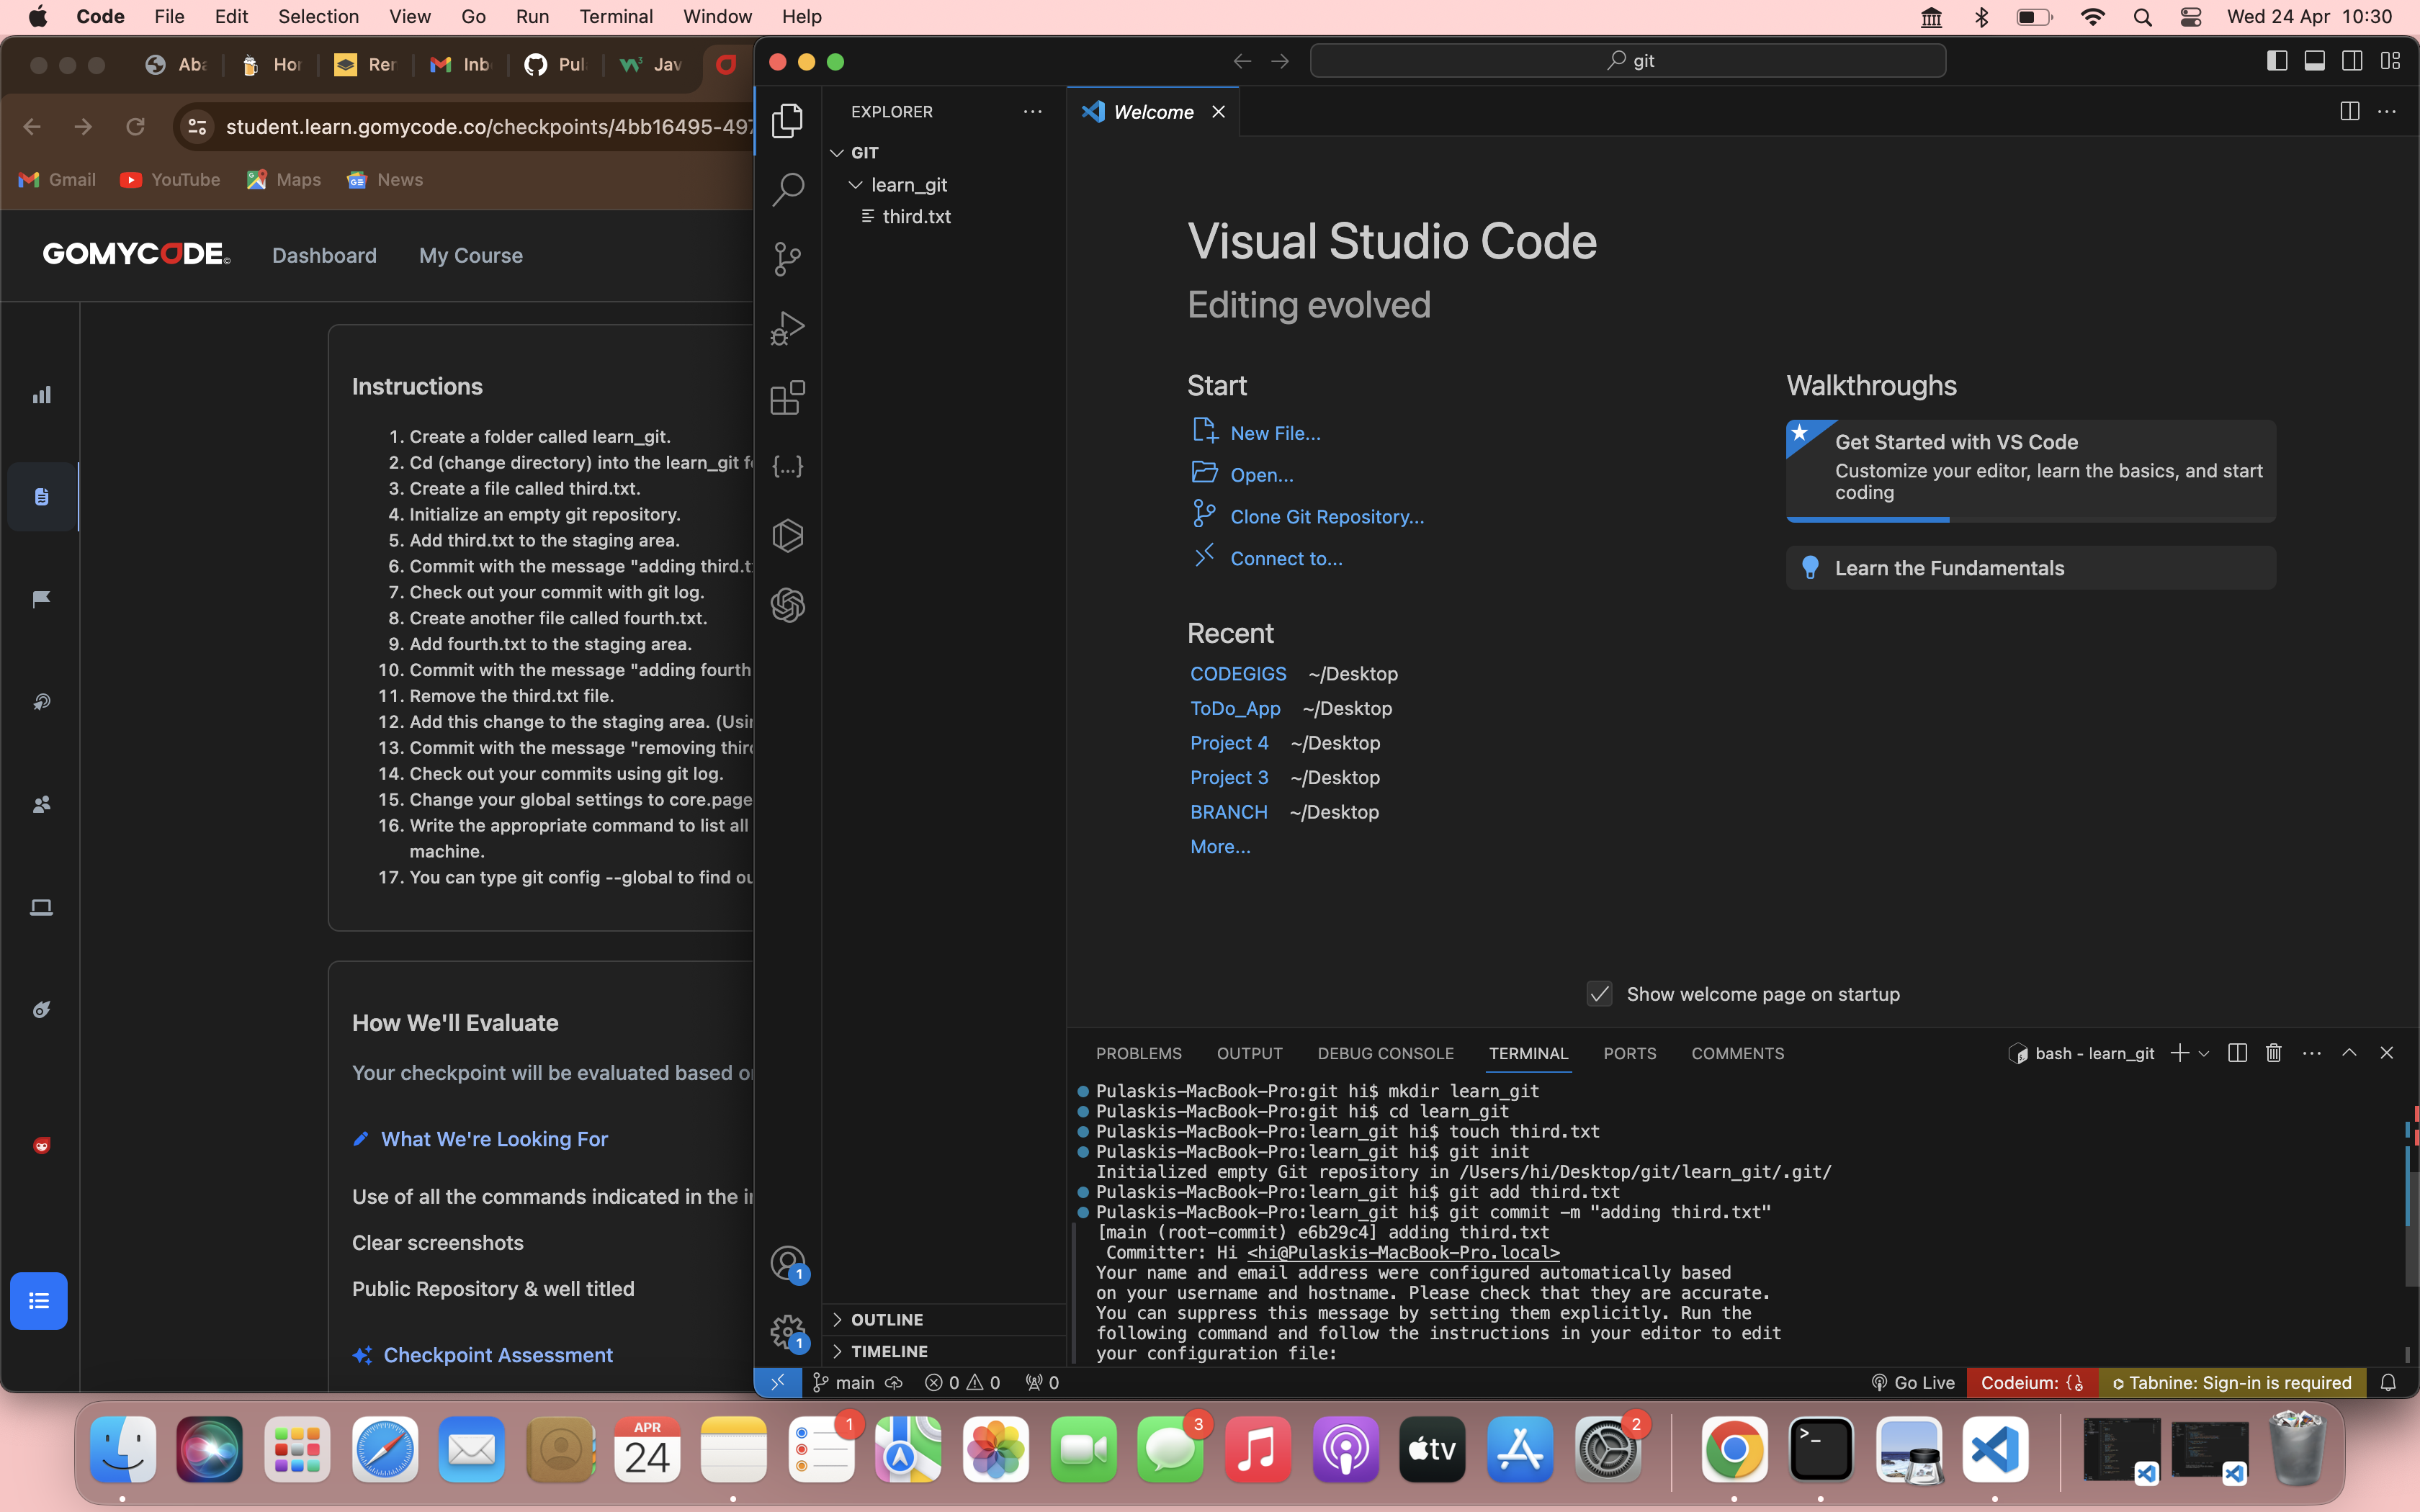 Code File Edit Selection View Go Run Terminal Window Help
Wed 24 Apr 10:30
Aba
Hor
Rer
Inb
Pul
Jav
student.learn.gomycode.co/checkpoints/4bb16495-497
Gmail YouTube Maps News
GOMYCODE Dashboard My Course
Instructions
1. Create a folder called learn_git.
2. Cd (change directory) into the learn_git f
3. Create a file called third.txt.
4. Initialize an empty git repository.
5. Add third.txt to the staging area.
6. Commit with the message "adding third.t
7. Check out your commit with git log.
8. Create another file called fourth.txt.
9. Add fourth.txt to the staging area.
10. Commit with the message "adding fourth
11. Remove the third.txt file.
12. Add this change to the staging area. (Usi
13. Commit with the message "removing thir
14. Check out your commits using git log.
15. Change your global settings to core.page
16. Write the appropriate command to list all
machine.
17. You can type git config --global to find ou
How We'll Evaluate
Your checkpoint will be evaluated based o
What We're Looking For
Use of all the commands indicated in the i
Clear screenshots
Public Repository & well titled
Checkpoint Assessment
git
EXPLORER
GIT
learn_git
third.txt
OUTLINE
TIMELINE
1
1
Welcome
Visual Studio Code
Editing evolved
Start
New File...
Open...
Clone Git Repository...
Connect to...
Recent
CODEGIGS ~/Desktop
ToDo_App ~/Desktop
Project 4 ~/Desktop
Project 3 ~/Desktop
BRANCH ~/Desktop
More...
Walkthroughs
Get Started with VS Code
Customize your editor, learn the basics, and start
coding
Learn the Fundamentals
Show welcome page on startup
PROBLEMS OUTPUT DEBUG CONSOLE TERMINAL PORTS COMMENTS
bash - learn_git
Pulaskis-MacBook-Pro:git hi$ mkdir learn_git
Pulaskis-MacBook-Pro:git hi$ cd learn_git
Pulaskis-MacBook-Pro:learn_git hi$ touch third.txt
Pulaskis-MacBook-Pro:learn_git hi$ git init
Initialized empty Git repository in /Users/hi/Desktop/git/learn_git/.git/
Pulaskis-MacBook-Pro:learn_git hi$ git add third.txt
Pulaskis-MacBook-Pro:learn_git hi$ git commit -m "adding third.txt"
[main (root-commit) e6b29c4] adding third.txt
Committer: Hi <hi@Pulaskis-MacBook-Pro.local>
Your name and email address were configured automatically based
on your username and hostname. Please check that they are accurate.
You can suppress this message by setting them explicitly. Run the
following command and follow the instructions in your editor to edit
your configuration file:
main 0 0 0
Go Live Codeium: {} Tabnine: Sign-in is required
APR
24
1
3
tv
2